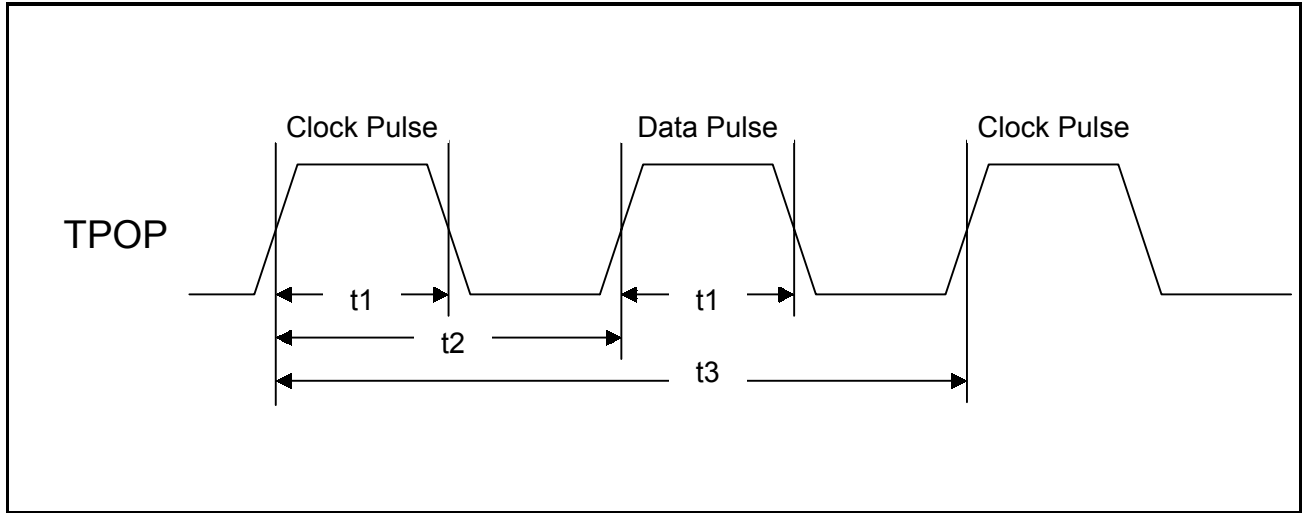 Clock Pulse Data Pulse Clock Pulse
TPOP
t1 t1
t2
t3